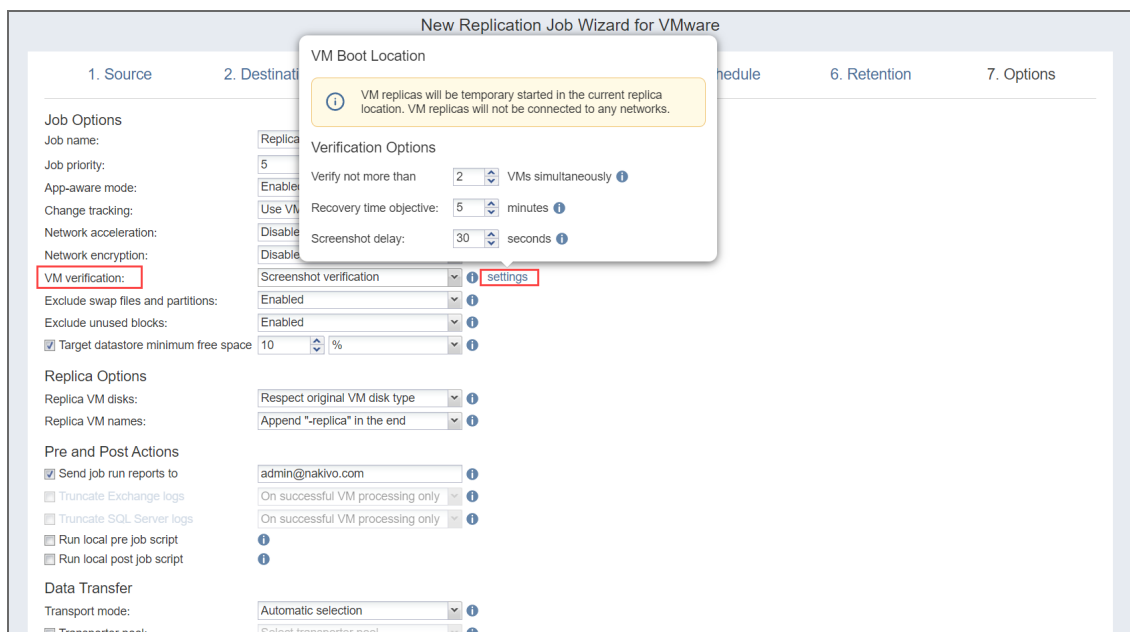 New Replication Job Wizard for VMware
1. Source
2. Destinati
hedule
6. Retention
7. Options
VM Boot Location
VM replicas will be temporary started in the current replica
location. VM replicas will not be connected to any networks.
Verification Options
Verify not more than 2 VMs simultaneously
Recovery time objective: 5 minutes
Screenshot delay: 30 seconds
Job Options
Job name: Replica
Job priority: 5
App-aware mode: Enabled
Change tracking: Use VM
Network acceleration: Disable
Network encryption: Disable
VM verification: Screenshot verification settings
Exclude swap files and partitions: Enabled
Exclude unused blocks: Enabled
Target datastore minimum free space 10 %
Replica Options
Replica VM disks: Respect original VM disk type
Replica VM names: Append "-replica" in the end
Pre and Post Actions
Send job run reports to admin@nakivo.com
Truncate Exchange logs On successful VM processing only
Truncate SQL Server logs On successful VM processing only
Run local pre job script
Run local post job script
Data Transfer
Transport mode: Automatic selection
Transporter pool: Select transporter pool